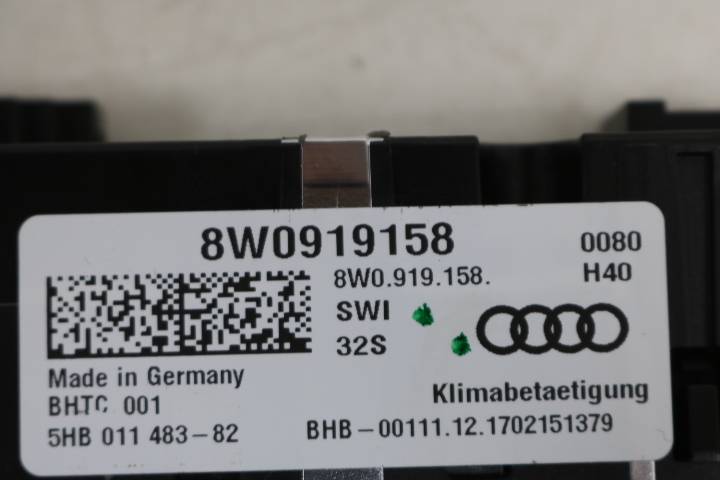 8W0919158
0080
8W0.919.158.
H40
SWI
32S
Made in Germany
Klimabetaetigung
BHTC 001
5HB 011 483-82
BHB-00111.12.1702151379